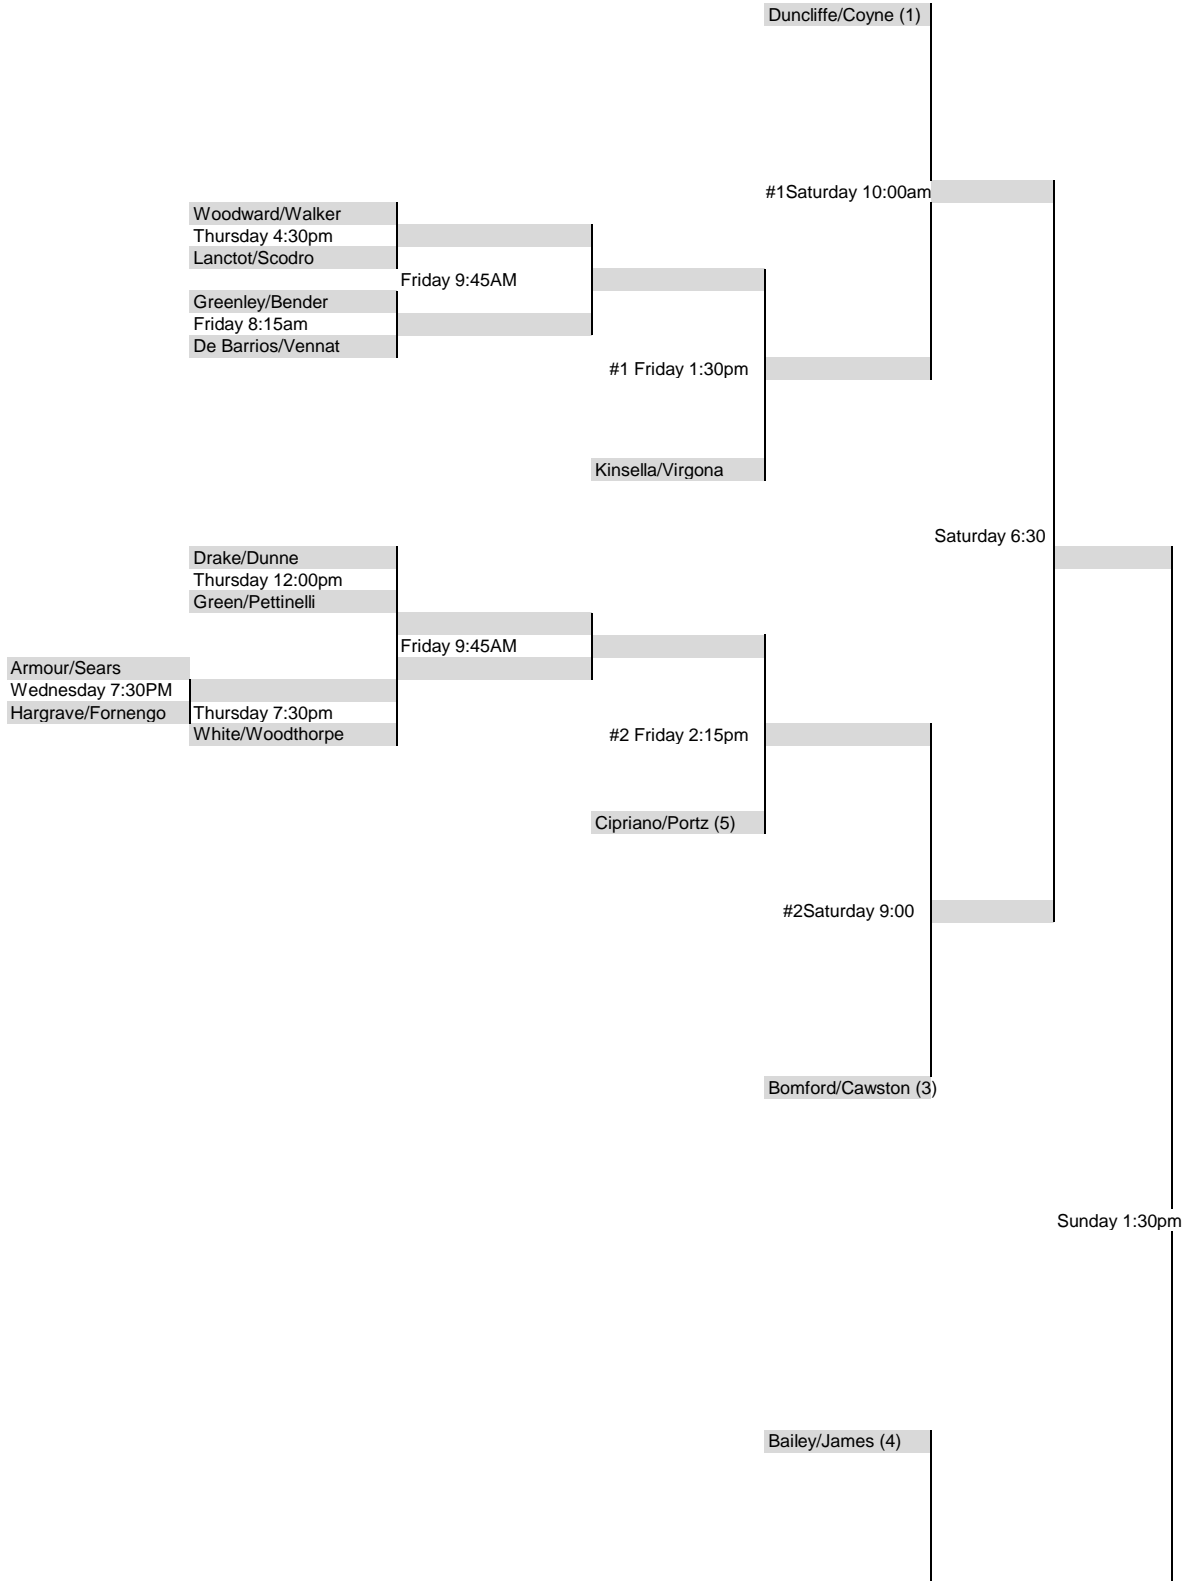 Duncliffe/Coyne (1)
#1Saturday 10:00am
Woodward/Walker
Thursday 4:30pm
Lanctot/Scodro
Friday 9:45AM
Greenley/Bender
Friday 8:15am
De Barrios/Vennat
#1 Friday 1:30pm
Kinsella/Virgona
Saturday 6:30
Drake/Dunne
Thursday 12:00pm
Green/Pettinelli
Friday 9:45AM
Armour/Sears
Wednesday 7:30PM
Hargrave/Fornengo
Thursday 7:30pm
White/Woodthorpe
#2 Friday 2:15pm
Cipriano/Portz (5)
#2Saturday 9:00
Bomford/Cawston (3)
Sunday 1:30pm
Bailey/James (4)